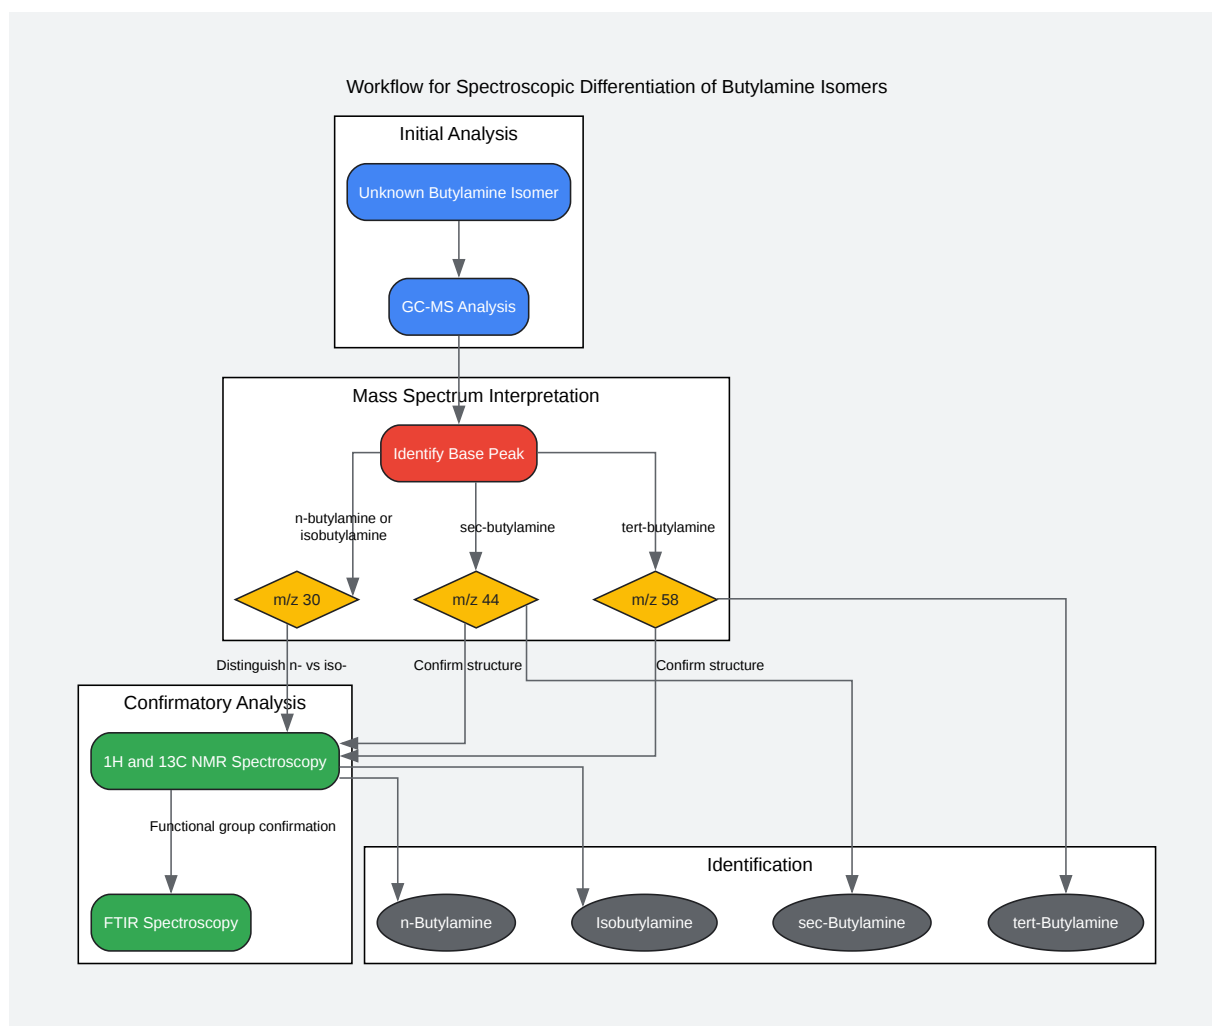 Workflow for Spectroscopic Differentiation of Butylamine Isomers
Initial Analysis
Unknown Butylamine Isomer
GC-MS Analysis
Mass Spectrum Interpretation
Identify Base Peak
n-butylamine or
isobutylamine
sec-butylamine
tert-butylamine
m/z 30
m/z 44
m/z 58
Distinguish n- vs iso-
Confirm structure
Confirm structure
Confirmatory Analysis
1H and 13C NMR Spectroscopy
Functional group confirmation
FTIR Spectroscopy
Identification
n-Butylamine
Isobutylamine
sec-Butylamine
tert-Butylamine